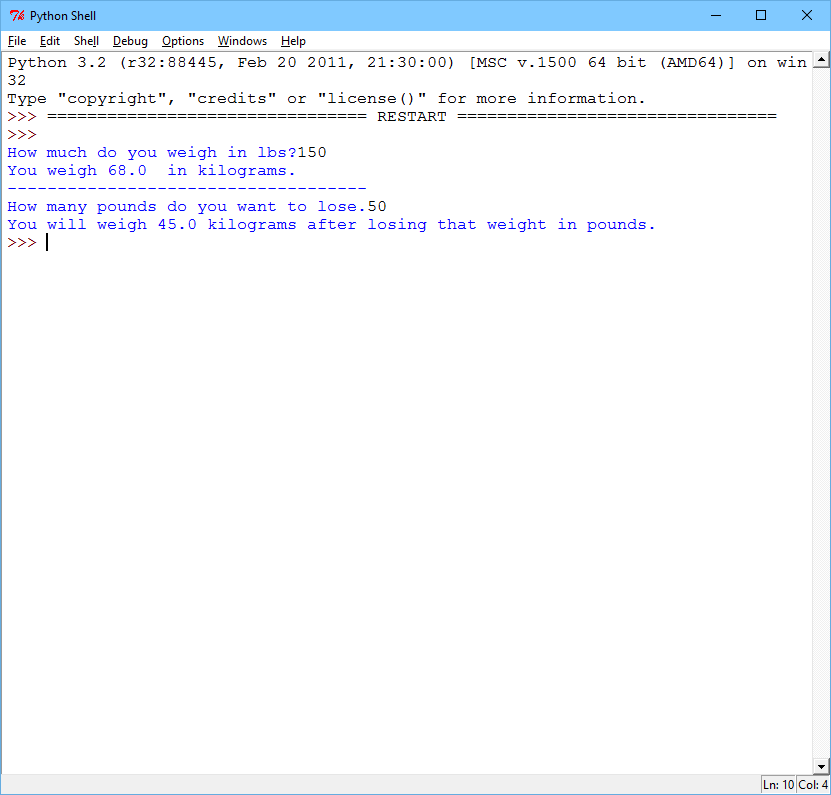 Python Shell
File Edit Shell Debug Options Windows Help
Python 3.2 (r32:88445, Feb 20 2011, 21:30:00) [MSC v.1500 64 bit (AMD64)] on win
32
Type "copyright", "credits" or "license()" for more information.
>>> ================================ RESTART ================================
>>>
How much do you weigh in lbs?150
You weigh 68.0  in kilograms.
------------------------------------
How many pounds do you want to lose.50
You will weigh 45.0 kilograms after losing that weight in pounds.
>>>
Ln: 10 Col: 4